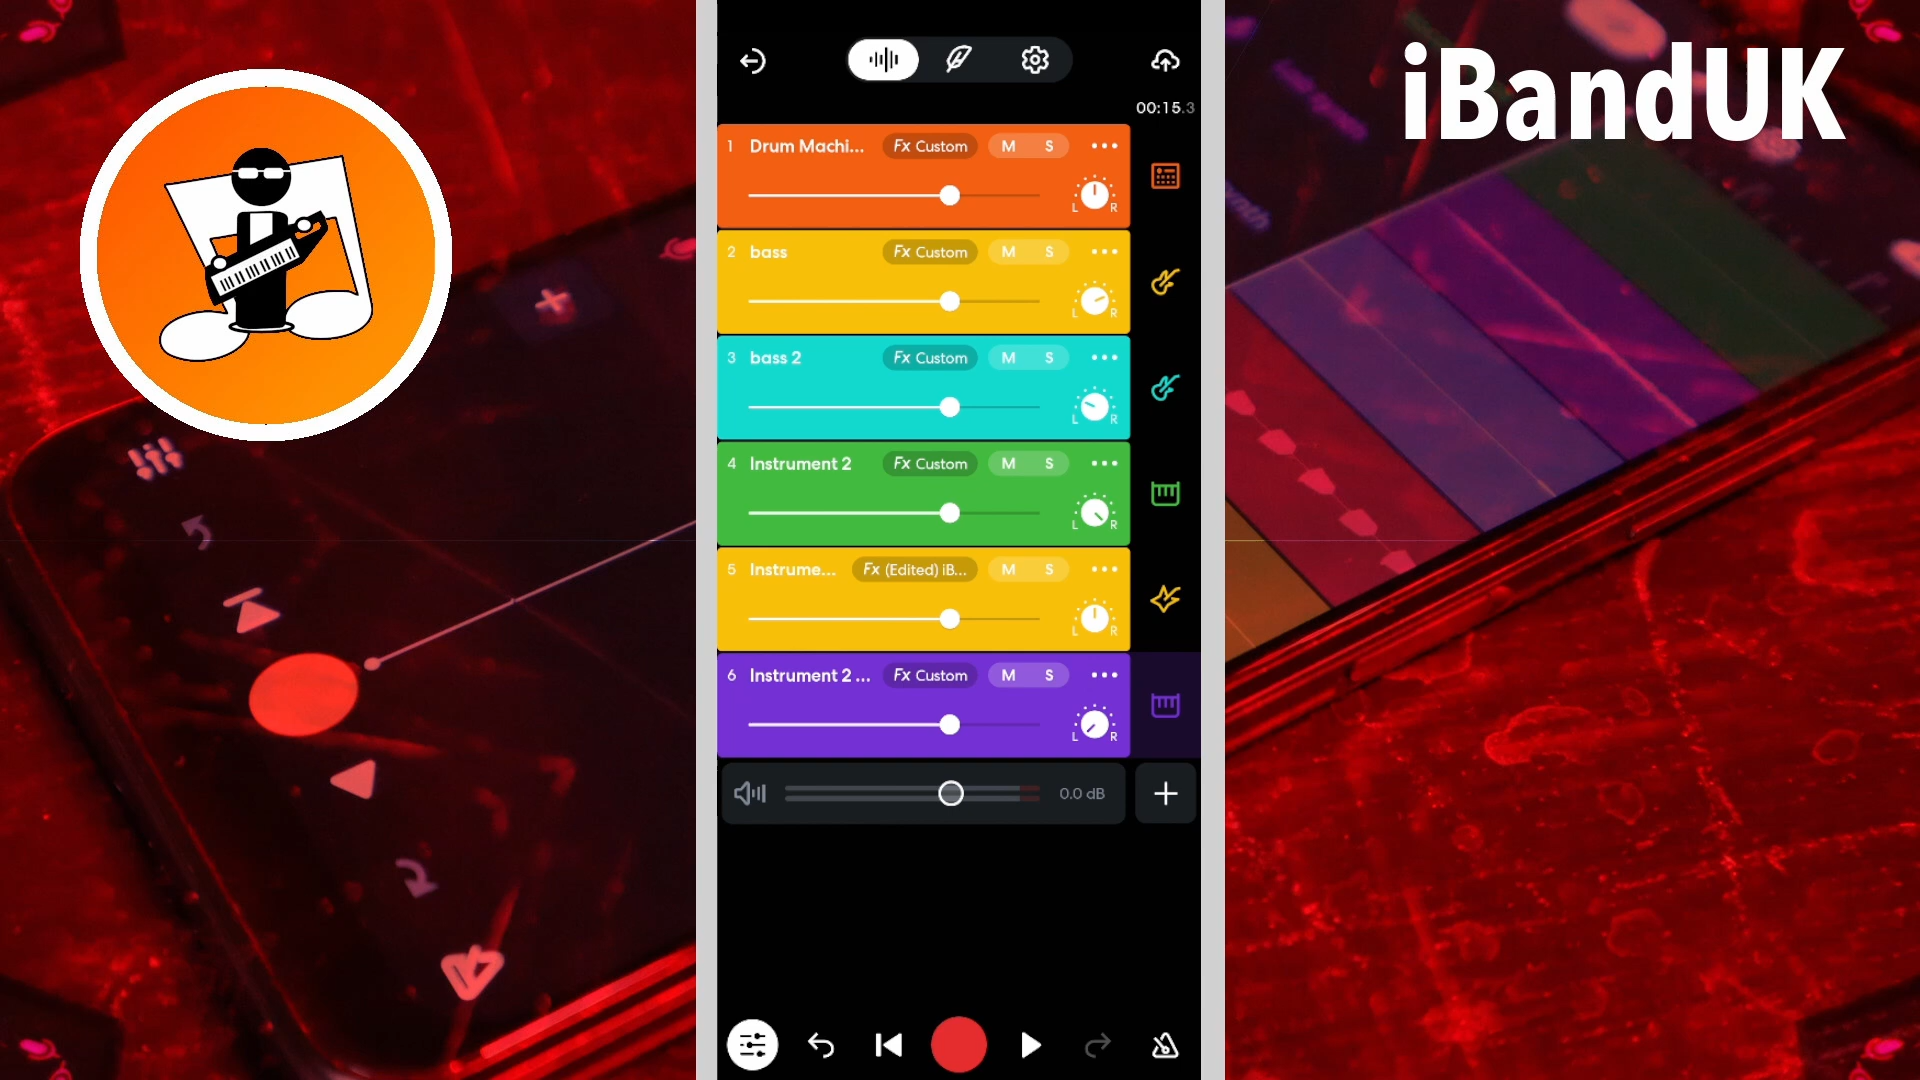 iBandUK
00:15.3
1 Drum Machi... Fx Custom M S ...
L R
2 bass Fx Custom M S ...
L R
3 bass 2 Fx Custom M S ...
L R
4 Instrument 2 Fx Custom M S ...
L R
5 Instrume... Fx (Edited) iB... M S ...
L R
6 Instrument 2 ... Fx Custom M S ...
L R
0.0 dB